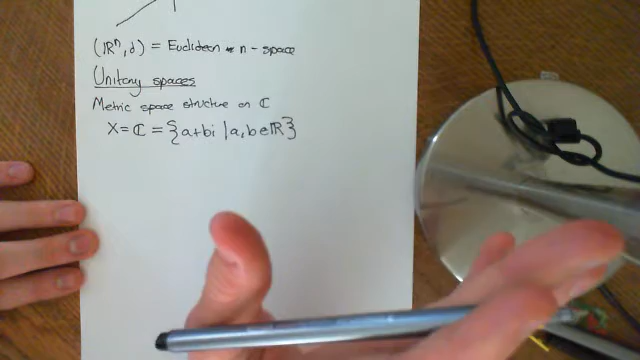 (ℝⁿ, d) = Euclidean n-space
Unitary spaces
Metric space structure on ℂ
X = ℂ = {a+bi | a, b ∈ ℝ}